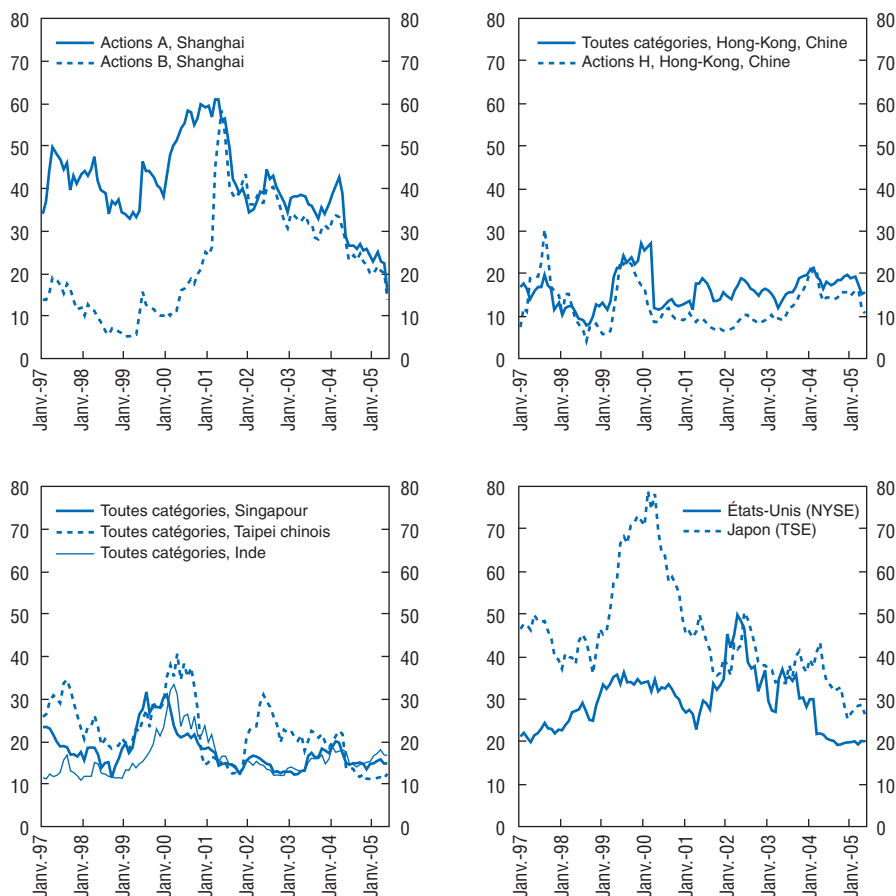 80
70
60
50
40
30
20
10
0
Actions A, Shanghai
Actions B, Shanghai
80
70
60
50
40
30
20
10
0
Janv.-97
Janv.-98
Janv.-99
Janv.-00
Janv.-01
Janv.-02
Janv.-03
Janv.-04
Janv.-05
80
70
60
50
40
30
20
10
0
Toutes catégories, Hong-Kong, Chine
Actions H, Hong-Kong, Chine
80
70
60
50
40
30
20
10
0
Janv.-97
Janv.-98
Janv.-99
Janv.-00
Janv.-01
Janv.-02
Janv.-03
Janv.-04
Janv.-05
80
70
60
50
40
30
20
10
0
Toutes catégories, Singapour
Toutes catégories, Taipei chinois
Toutes catégories, Inde
80
70
60
50
40
30
20
10
0
Janv.-97
Janv.-98
Janv.-99
Janv.-00
Janv.-01
Janv.-02
Janv.-03
Janv.-04
Janv.-05
80
70
60
50
40
30
20
10
0
États-Unis (NYSE)
Japon (TSE)
80
70
60
50
40
30
20
10
0
Janv.-97
Janv.-98
Janv.-99
Janv.-00
Janv.-01
Janv.-02
Janv.-03
Janv.-04
Janv.-05